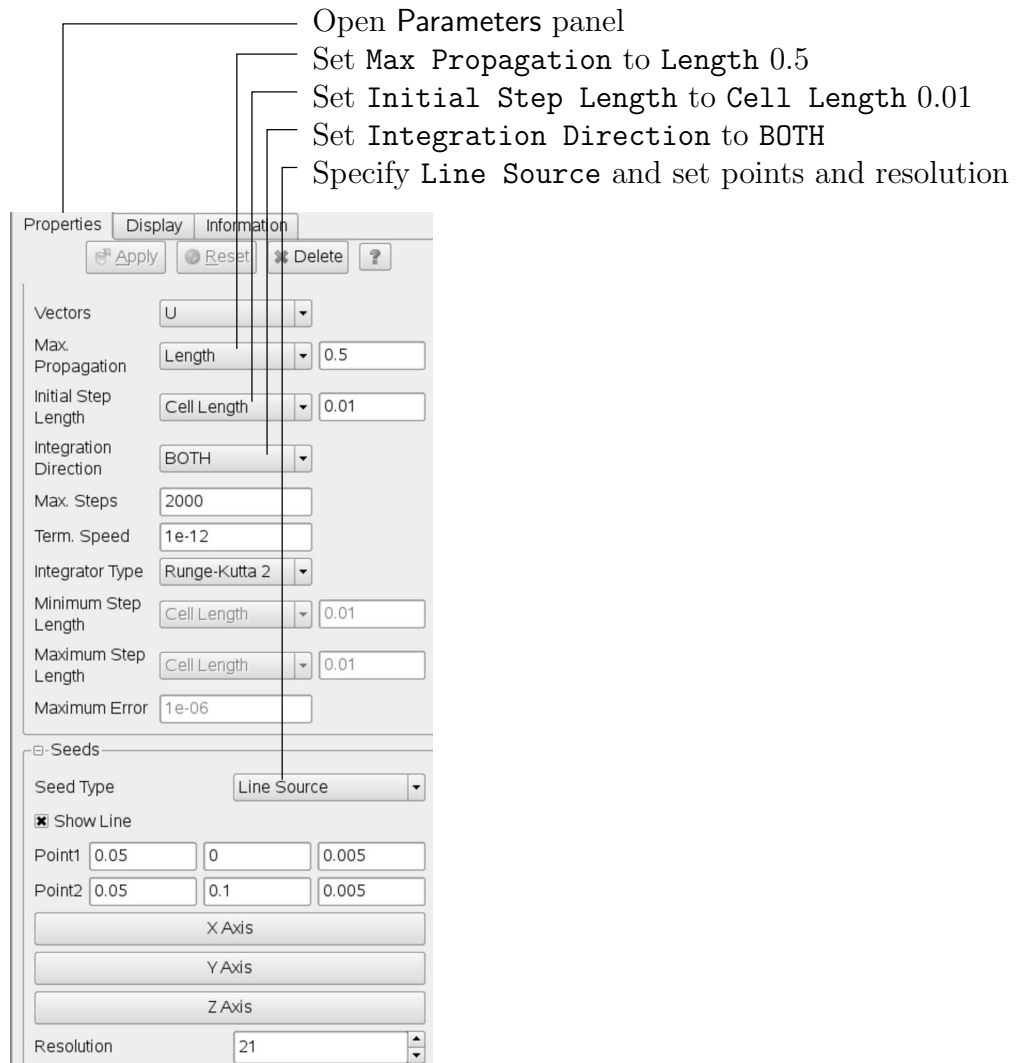 Open Parameters panel
Set Max Propagation to Length 0.5
Set Initial Step Length to Cell Length 0.01
Set Integration Direction to BOTH
Specify Line Source and set points and resolution
Properties Display Information
Apply Reset Delete ?
Vectors U
Max.
Propagation Length 0.5
Initial Step
Length Cell Length 0.01
Integration
Direction BOTH
Max. Steps 2000
Term. Speed 1e-12
Integrator Type Runge-Kutta 2
Minimum Step
Length Cell Length 0.01
Maximum Step
Length Cell Length 0.01
Maximum Error 1e-06
Seeds
Seed Type Line Source
Show Line
Point1 0.05 0 0.005
Point2 0.05 0.1 0.005
X Axis
Y Axis
Z Axis
Resolution 21